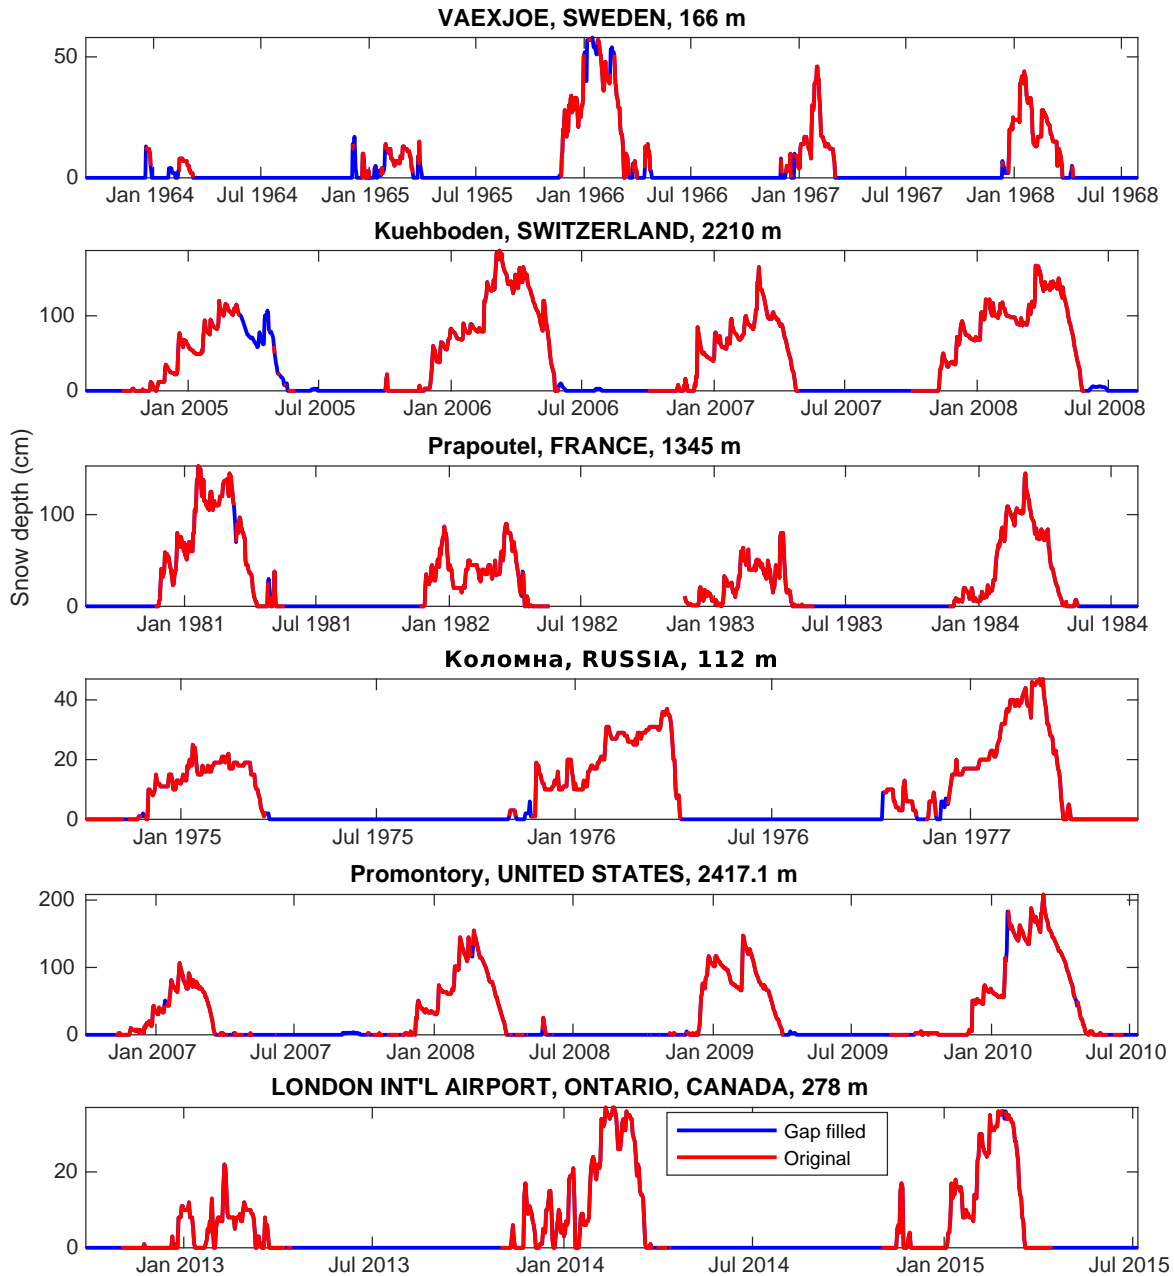 VAEXJOE, SWEDEN, 166 m
50
0
Jan 1964 Jul 1964 Jan 1965 Jul 1965 Jan 1966 Jul 1966 Jan 1967 Jul 1967 Jan 1968 Jul 1968
Kuehboden, SWITZERLAND, 2210 m
100
0
Jan 2005 Jul 2005 Jan 2006 Jul 2006 Jan 2007 Jul 2007 Jan 2008 Jul 2008
Prapoutel, FRANCE, 1345 m
Snow depth (cm)
100
0
Jan 1981 Jul 1981 Jan 1982 Jul 1982 Jan 1983 Jul 1983 Jan 1984 Jul 1984
Коломна, RUSSIA, 112 m
40
20
0
Jan 1975 Jul 1975 Jan 1976 Jul 1976 Jan 1977
Promontory, UNITED STATES, 2417.1 m
200
100
0
Jan 2007 Jul 2007 Jan 2008 Jul 2008 Jan 2009 Jul 2009 Jan 2010 Jul 2010
LONDON INT'L AIRPORT, ONTARIO, CANADA, 278 m
Gap filled
Original
20
0
Jan 2013 Jul 2013 Jan 2014 Jul 2014 Jan 2015 Jul 2015